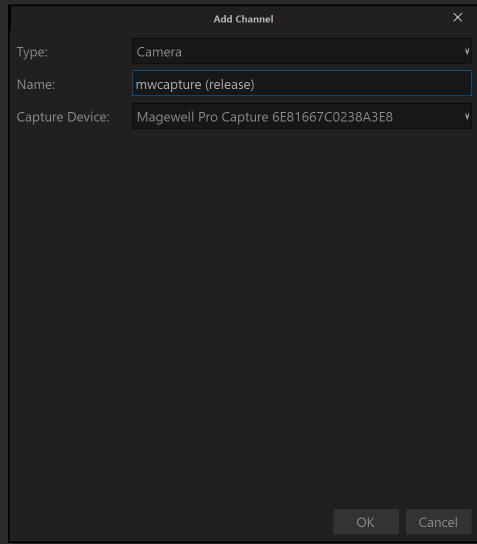 Add Channel
Type: Camera
Name: mwcapture (release)
Capture Device: Magewell Pro Capture 6E81667C0238A3E8
OK Cancel